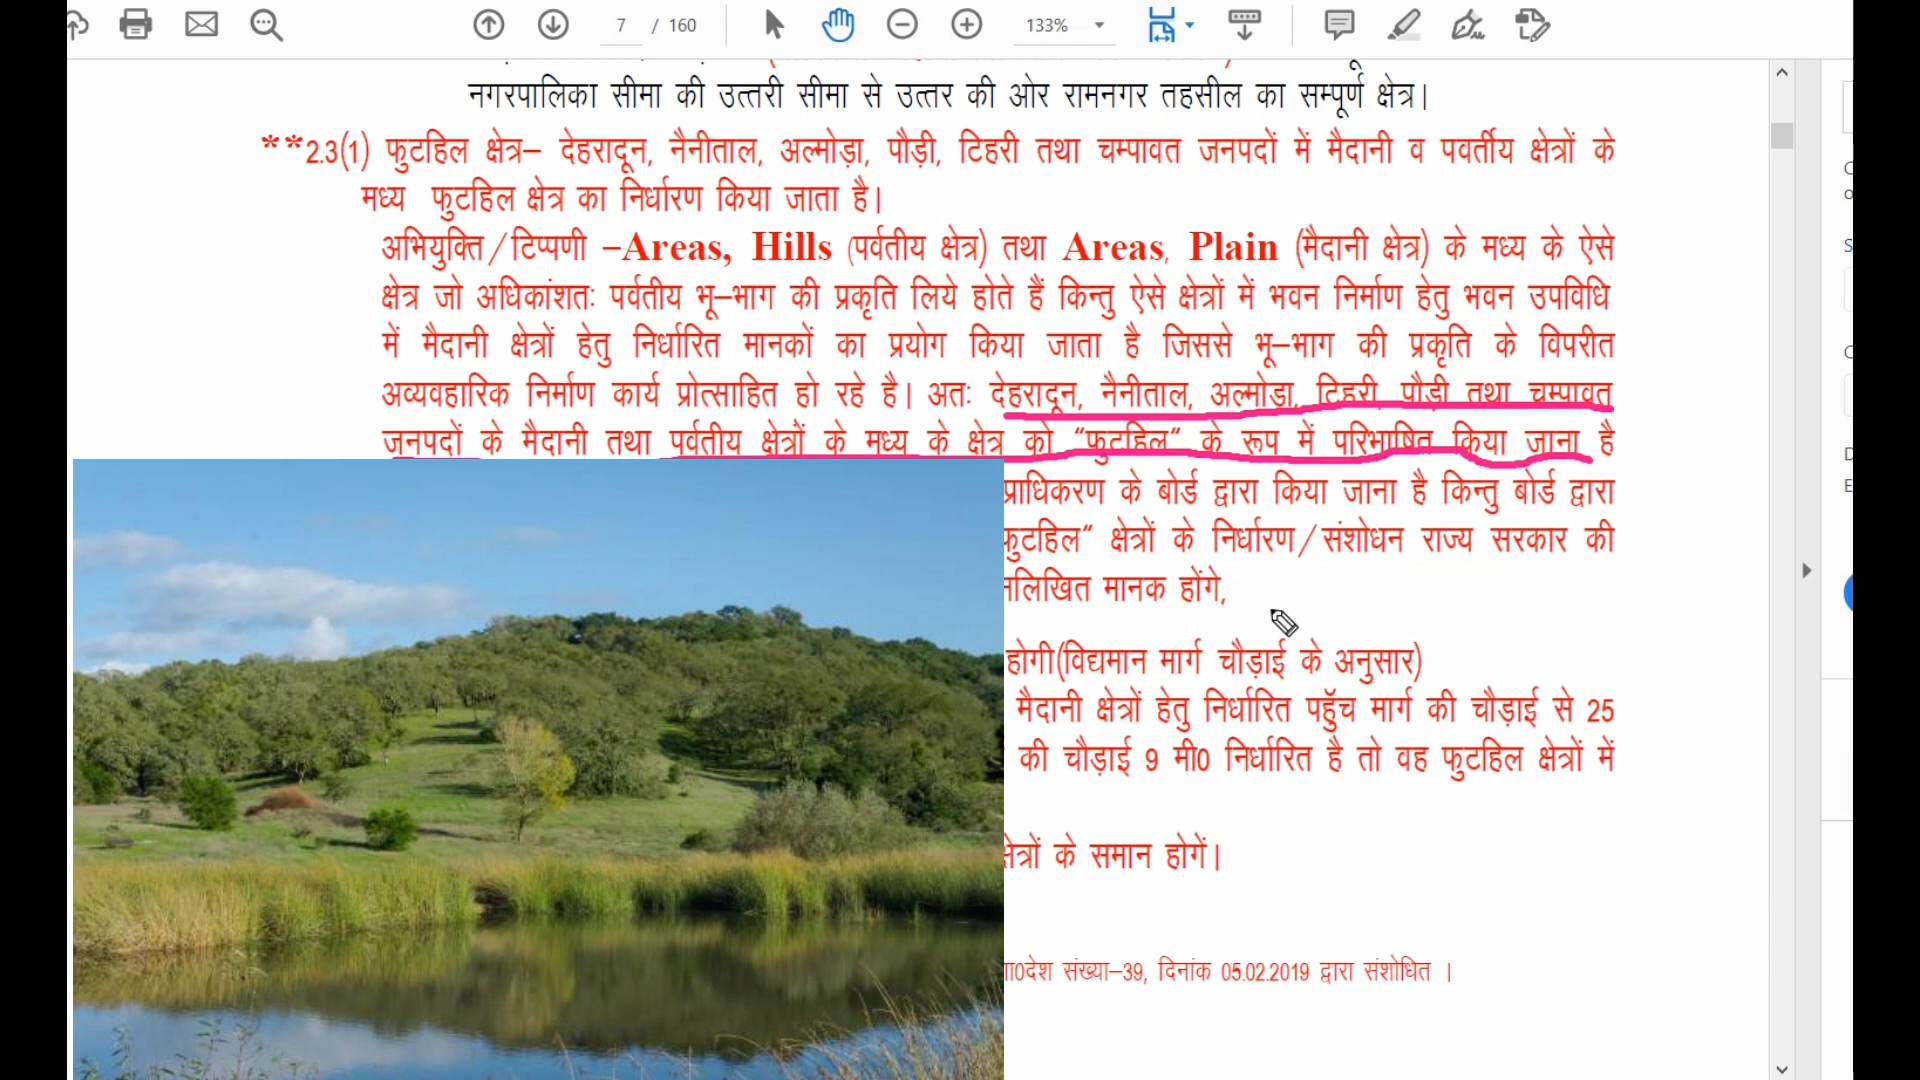 7 / 160 133%
नगरपालिका सीमा की उत्तरी सीमा से उत्तर की ओर रामनगर तहसील का सम्पूर्ण क्षेत्र।
**2.3(1) फुटहिल क्षेत्र– देहरादून, नैनीताल, अल्मोड़ा, पौड़ी, टिहरी तथा चम्पावत जनपदों में मैदानी व पवर्तीय क्षेत्रों के
मध्य फुटहिल क्षेत्र का निर्धारण किया जाता है।
अभियुक्ति/टिप्पणी –Areas, Hills (पर्वतीय क्षेत्र) तथा Areas, Plain (मैदानी क्षेत्र) के मध्य के ऐसे
क्षेत्र जो अधिकांशतः पर्वतीय भू–भाग की प्रकृति लिये होते हैं किन्तु ऐसे क्षेत्रों में भवन निर्माण हेतु भवन उपविधि
में मैदानी क्षेत्रों हेतु निर्धारित मानकों का प्रयोग किया जाता है जिससे भू–भाग की प्रकृति के विपरीत
अव्यवहारिक निर्माण कार्य प्रोत्साहित हो रहे है। अतः देहरादून, नैनीताल, अल्मोडा, टिहरी, पौड़ी तथा चम्पावत
जनपदों के मैदानी तथा पर्वतीय क्षेत्रों के मध्य के क्षेत्र को "फुटहिल" के रूप में परिभाषित किया जाना है
प्राधिकरण के बोर्ड द्वारा किया जाना है किन्तु बोर्ड द्वारा
फुटहिल" क्षेत्रों के निर्धारण/संशोधन राज्य सरकार की
मानक होंगे,
होगी(विद्यमान मार्ग चौड़ाई के अनुसार)
मैदानी क्षेत्रों हेतु निर्धारित पहुँच मार्ग की चौड़ाई से 25
की चौड़ाई 9 मी0 निर्धारित है तो वह फुटहिल क्षेत्रों में
क्षेत्रों के समान होगें।
संख्या–39, दिनांक 05.02.2019 द्वारा संशोधित ।